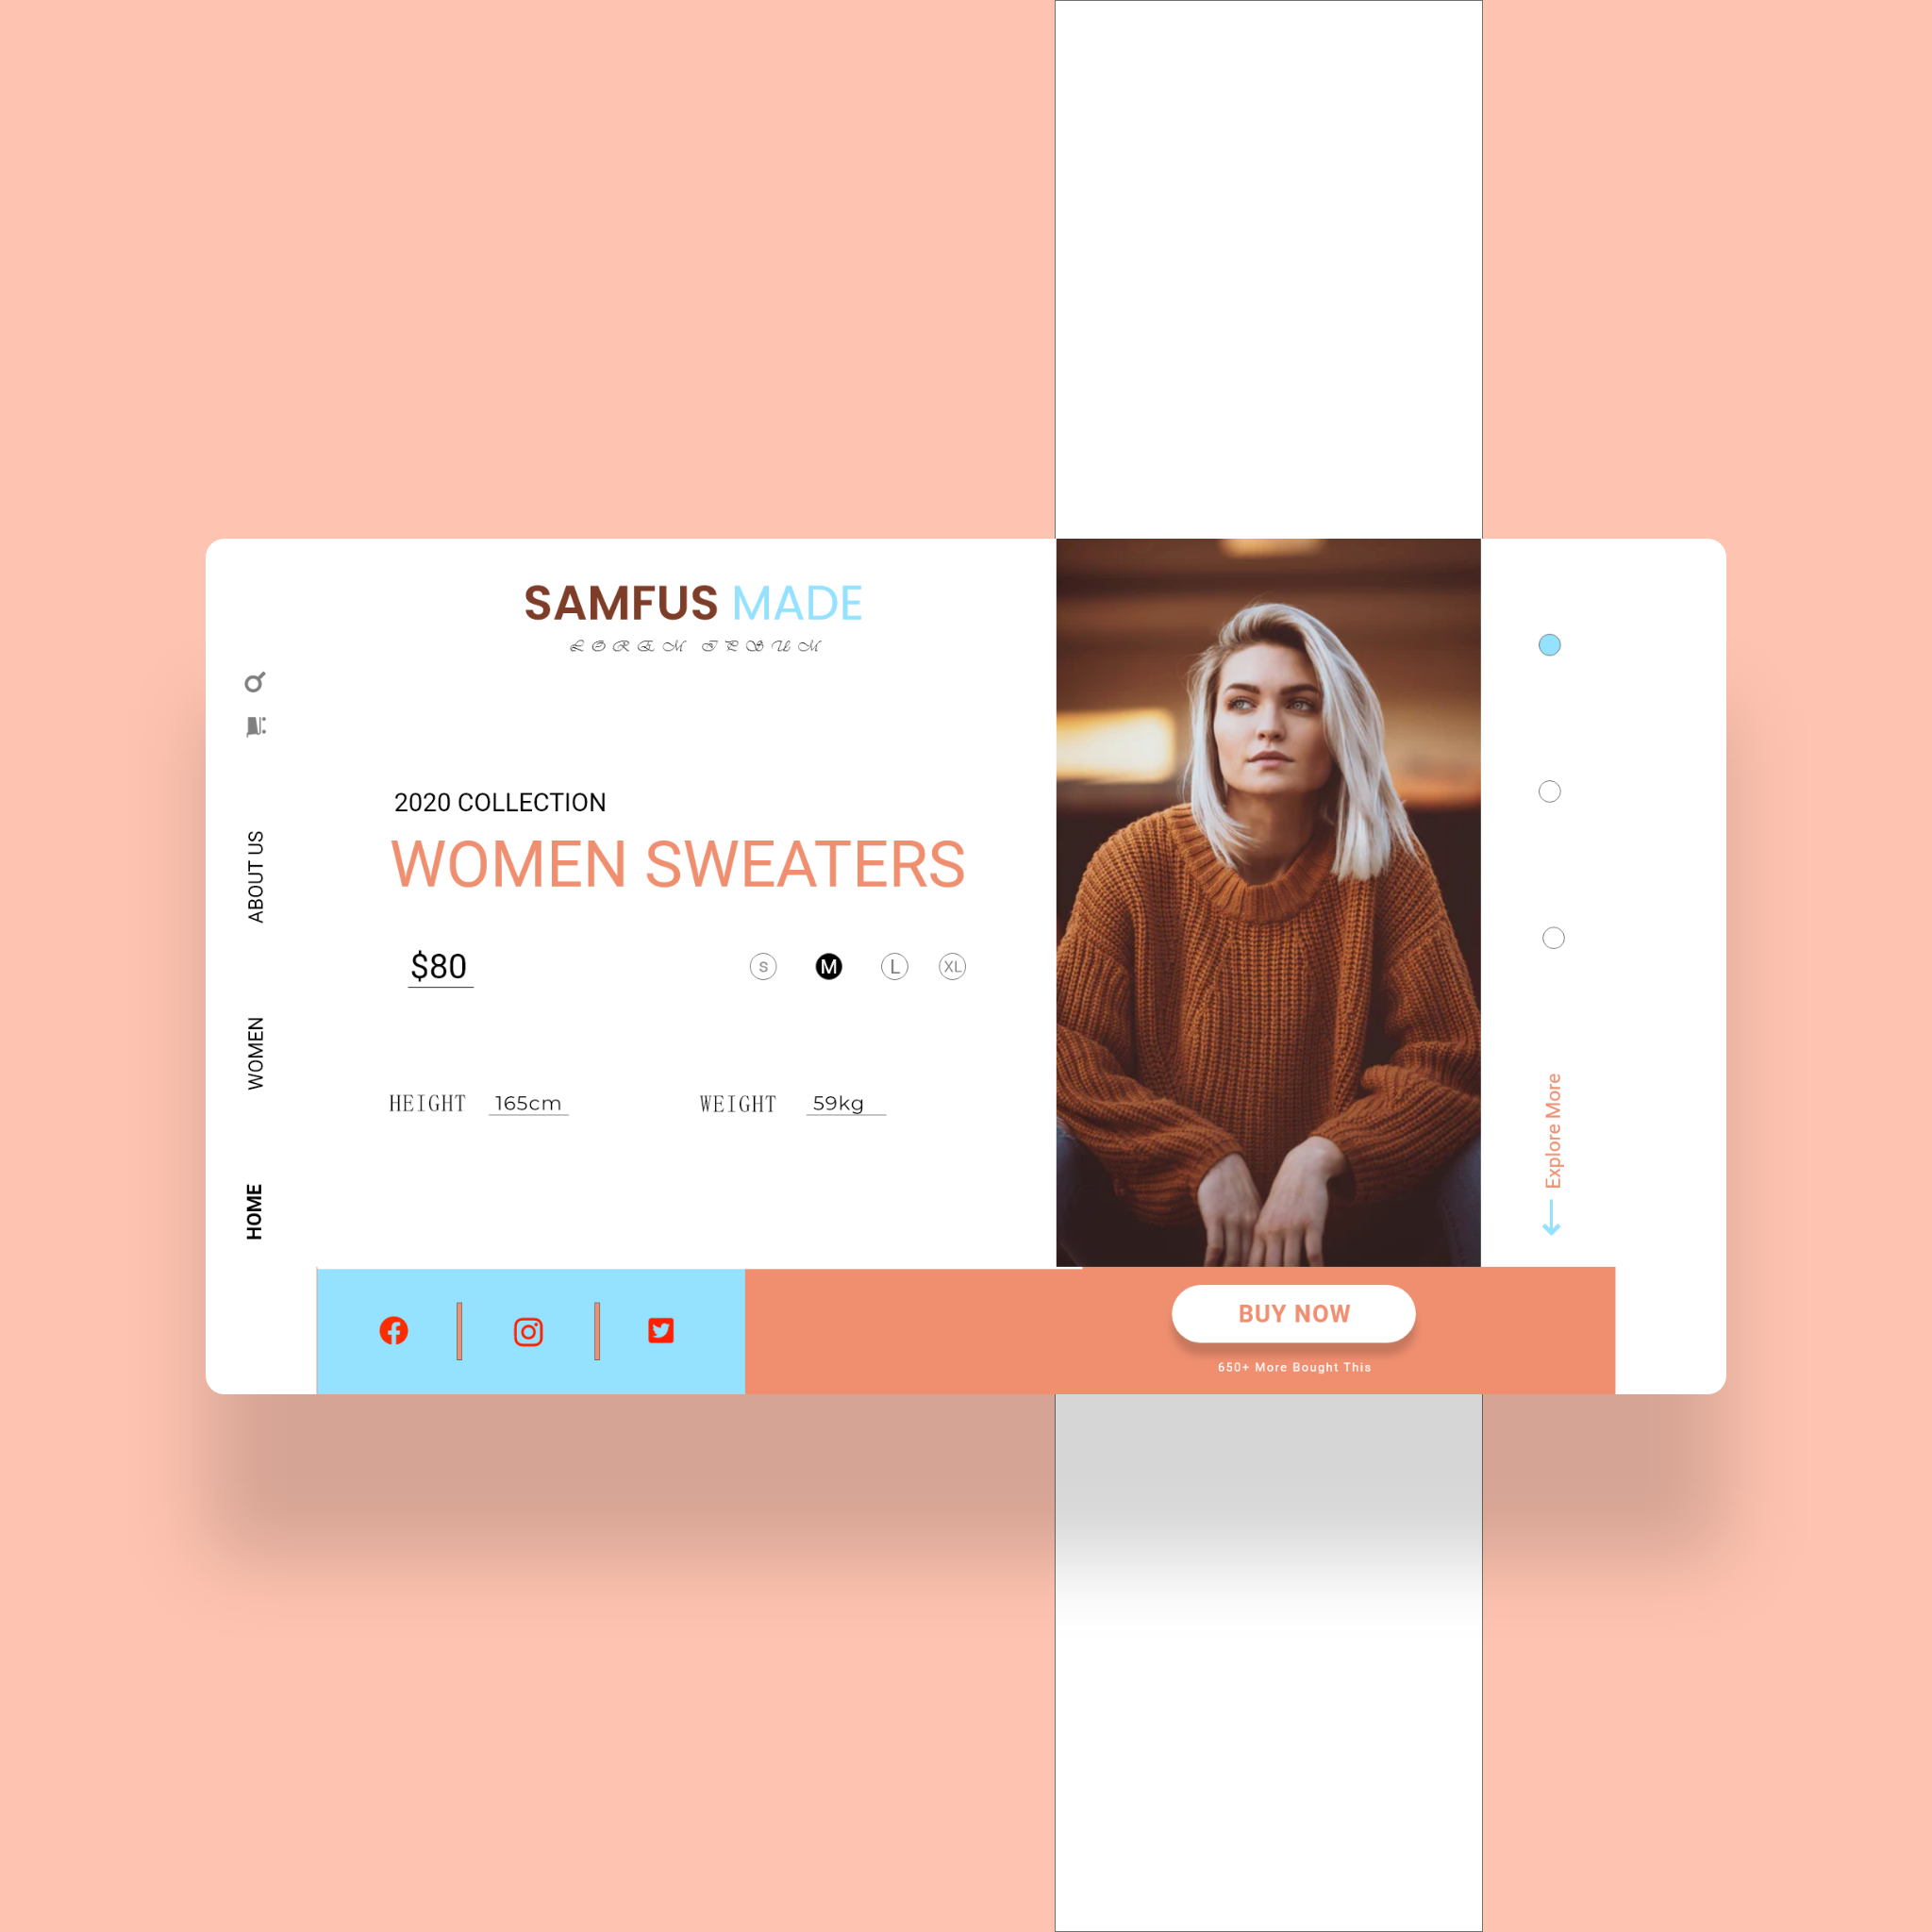 SAMFUS MADE
LOREM IPSUM
ABOUT US
WOMEN
HOME
2020 COLLECTION
WOMEN SWEATERS
$80
S M L XL
HEIGHT 165cm WEIGHT 59kg
Explore More
BUY NOW
650+ More Bought This